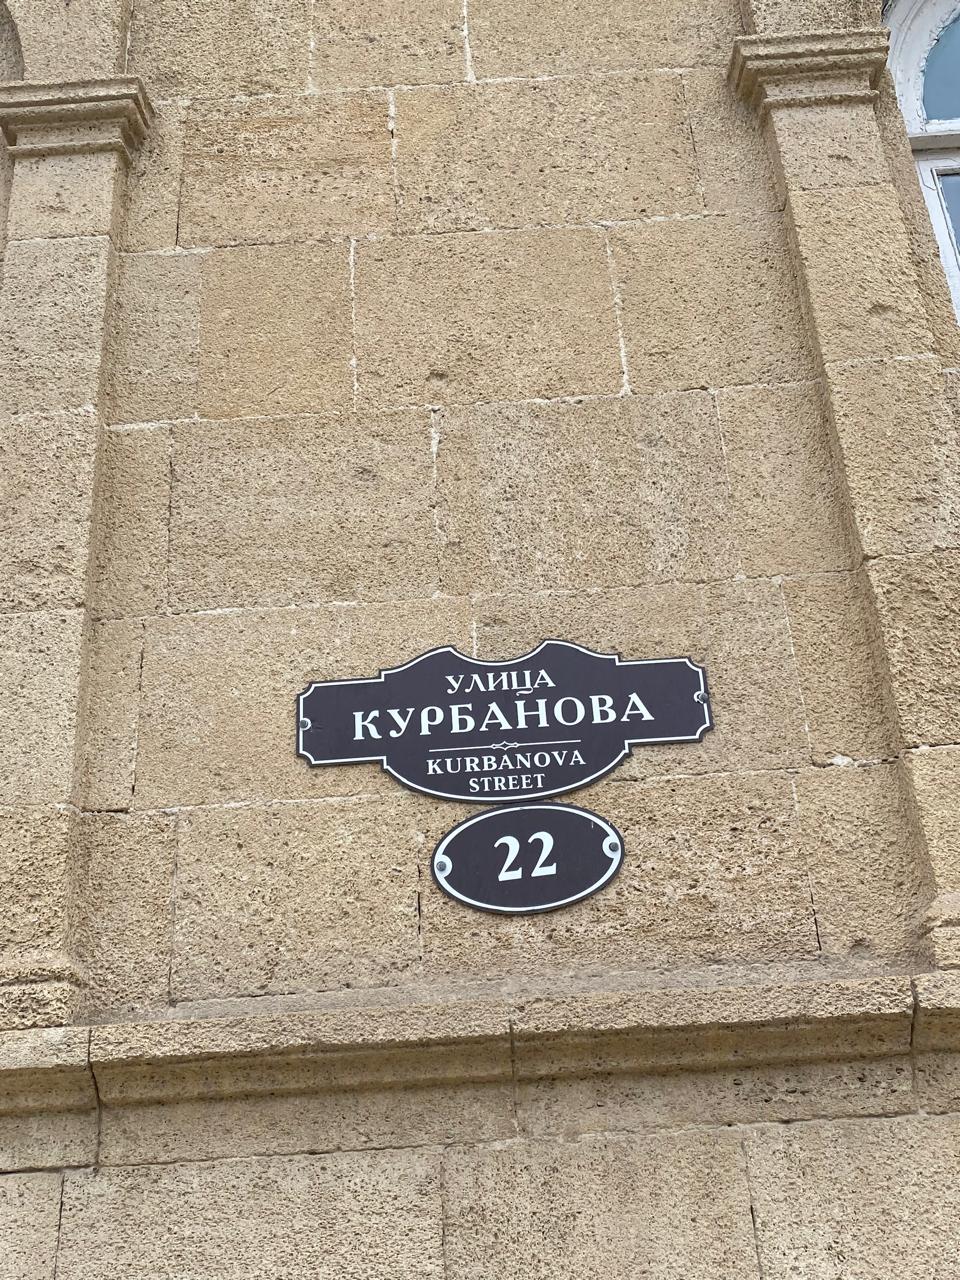 УЛИЦА
КУРБАНОВА
KURBANOVA
STREET
22